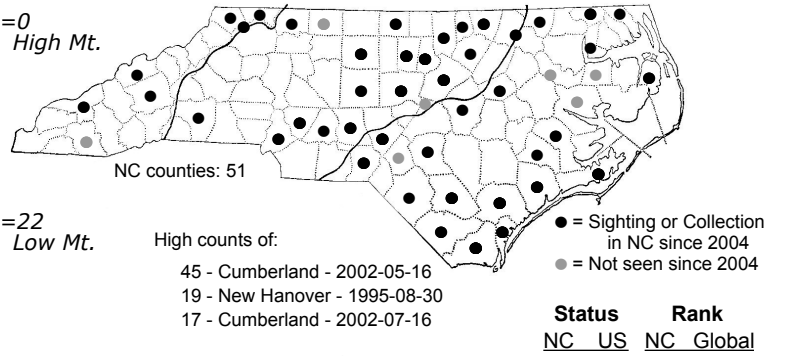 =0
High Mt.
NC counties: 51
=22
Low Mt.
High counts of:
45 - Cumberland - 2002-05-16
19 - New Hanover - 1995-08-30
17 - Cumberland - 2002-07-16
= Sighting or Collection
in NC since 2004
= Not seen since 2004
Status Rank
NC US NC Global